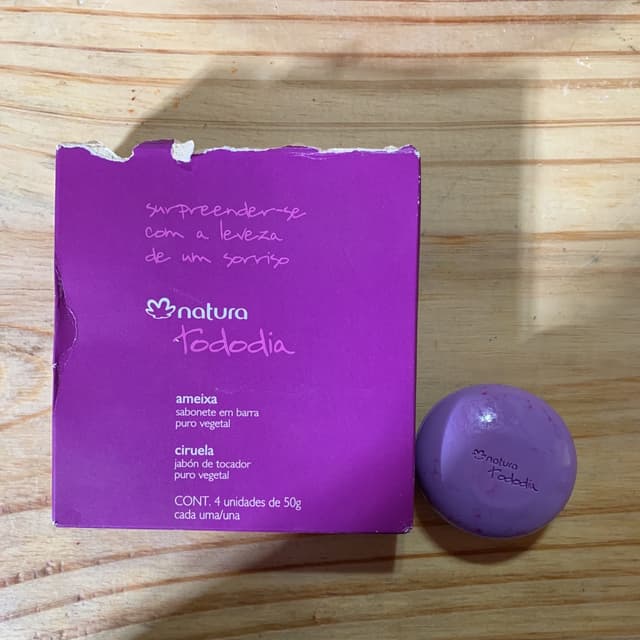 surpreender-se
com a leveza
de um sorriso
natura
tododia
ameixa
sabonete em barra
puro vegetal
ciruela
jabón de tocador
puro vegetal
CONT. 4 unidades de 50g
cada uma/una
natura
tododia